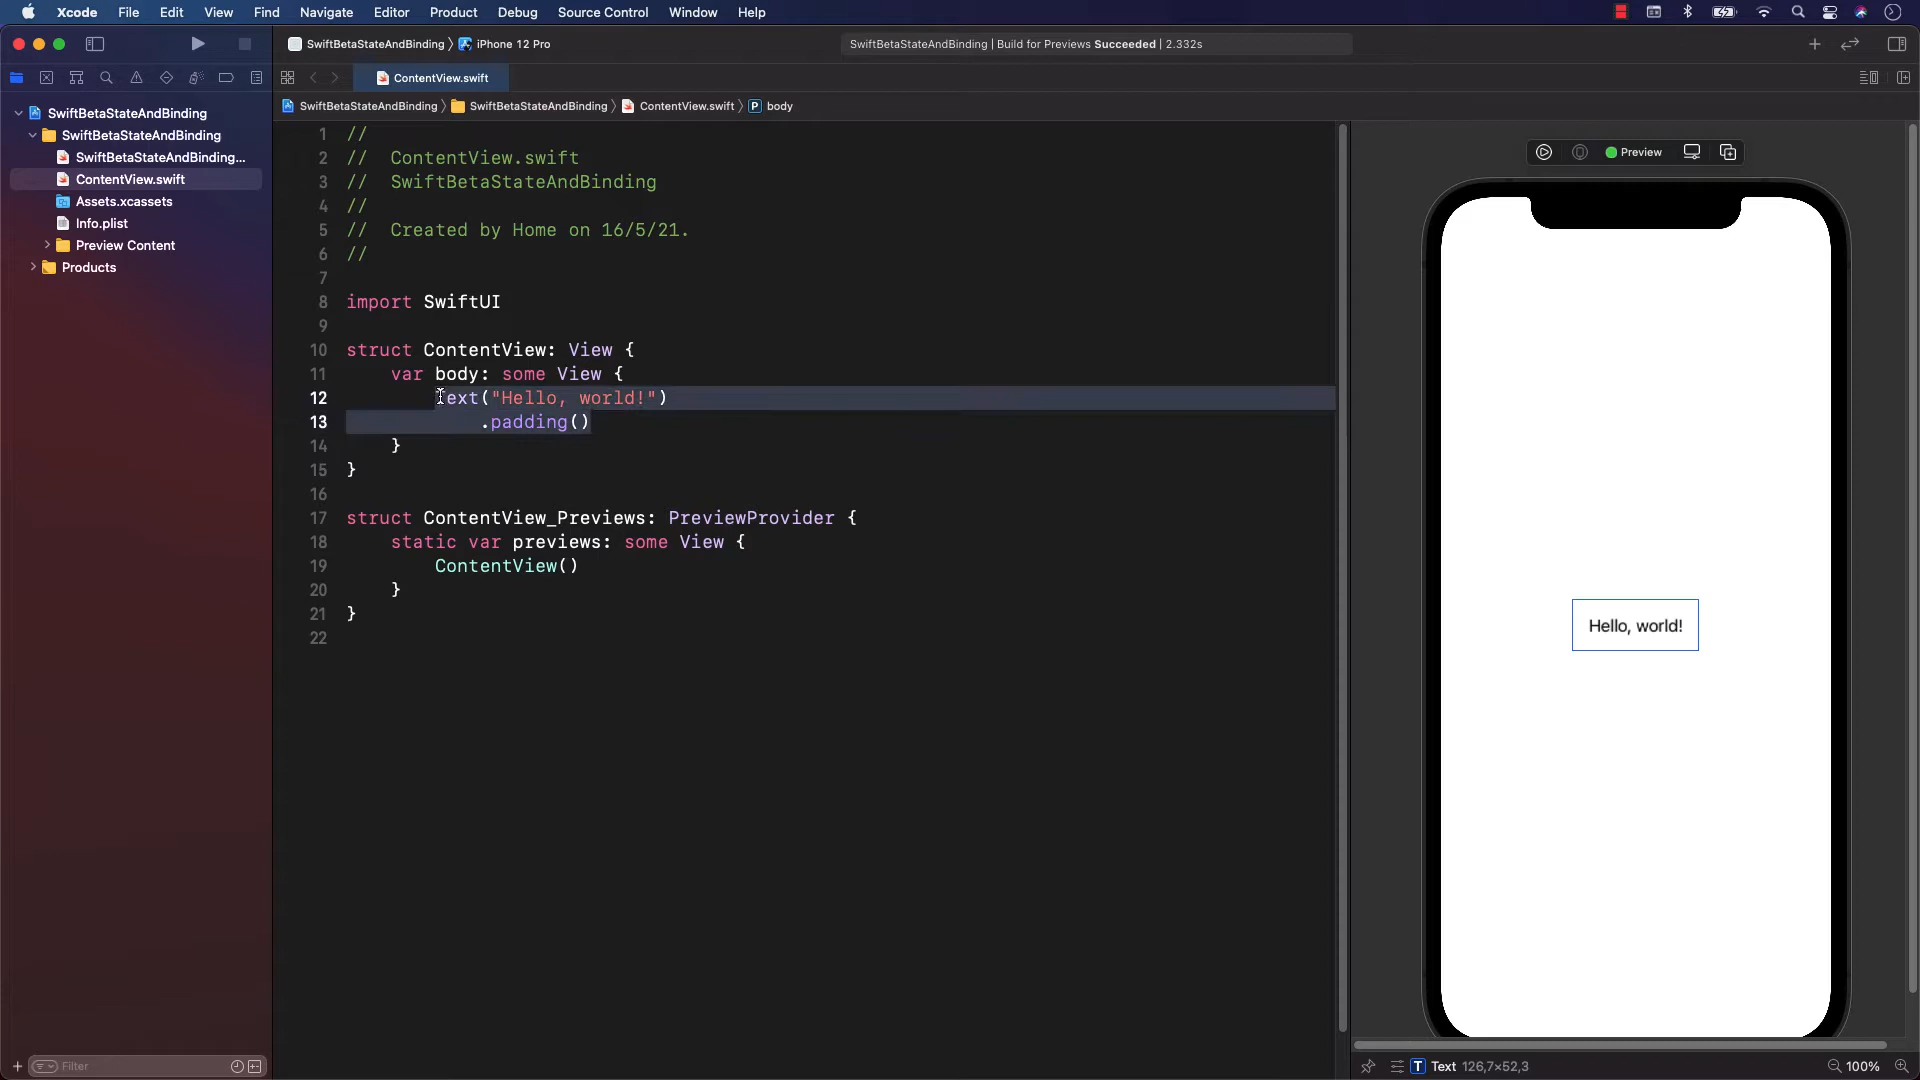 Xcode File Edit View Find Navigate Editor Product Debug Source Control Window Help
SwiftBetaStateAndBinding 〉 iPhone 12 Pro
SwiftBetaStateAndBinding | Build for Previews Succeeded | 2.332s
ContentView.swift
SwiftBetaStateAndBinding 〉 SwiftBetaStateAndBinding 〉 ContentView.swift 〉 P body
SwiftBetaStateAndBinding
SwiftBetaStateAndBinding
SwiftBetaStateAndBinding...
ContentView.swift
Assets.xcassets
Info.plist
Preview Content
Products
Filter
1 //
2 //  ContentView.swift
3 //  SwiftBetaStateAndBinding
4 //
5 //  Created by Home on 16/5/21.
6 //
7
8 import SwiftUI
9
10 struct ContentView: View {
11     var body: some View {
12         Text("Hello, world!")
13             .padding()
14     }
15 }
16
17 struct ContentView_Previews: PreviewProvider {
18     static var previews: some View {
19         ContentView()
20     }
21 }
22
Preview
Hello, world!
T Text 126,7×52,3
100%